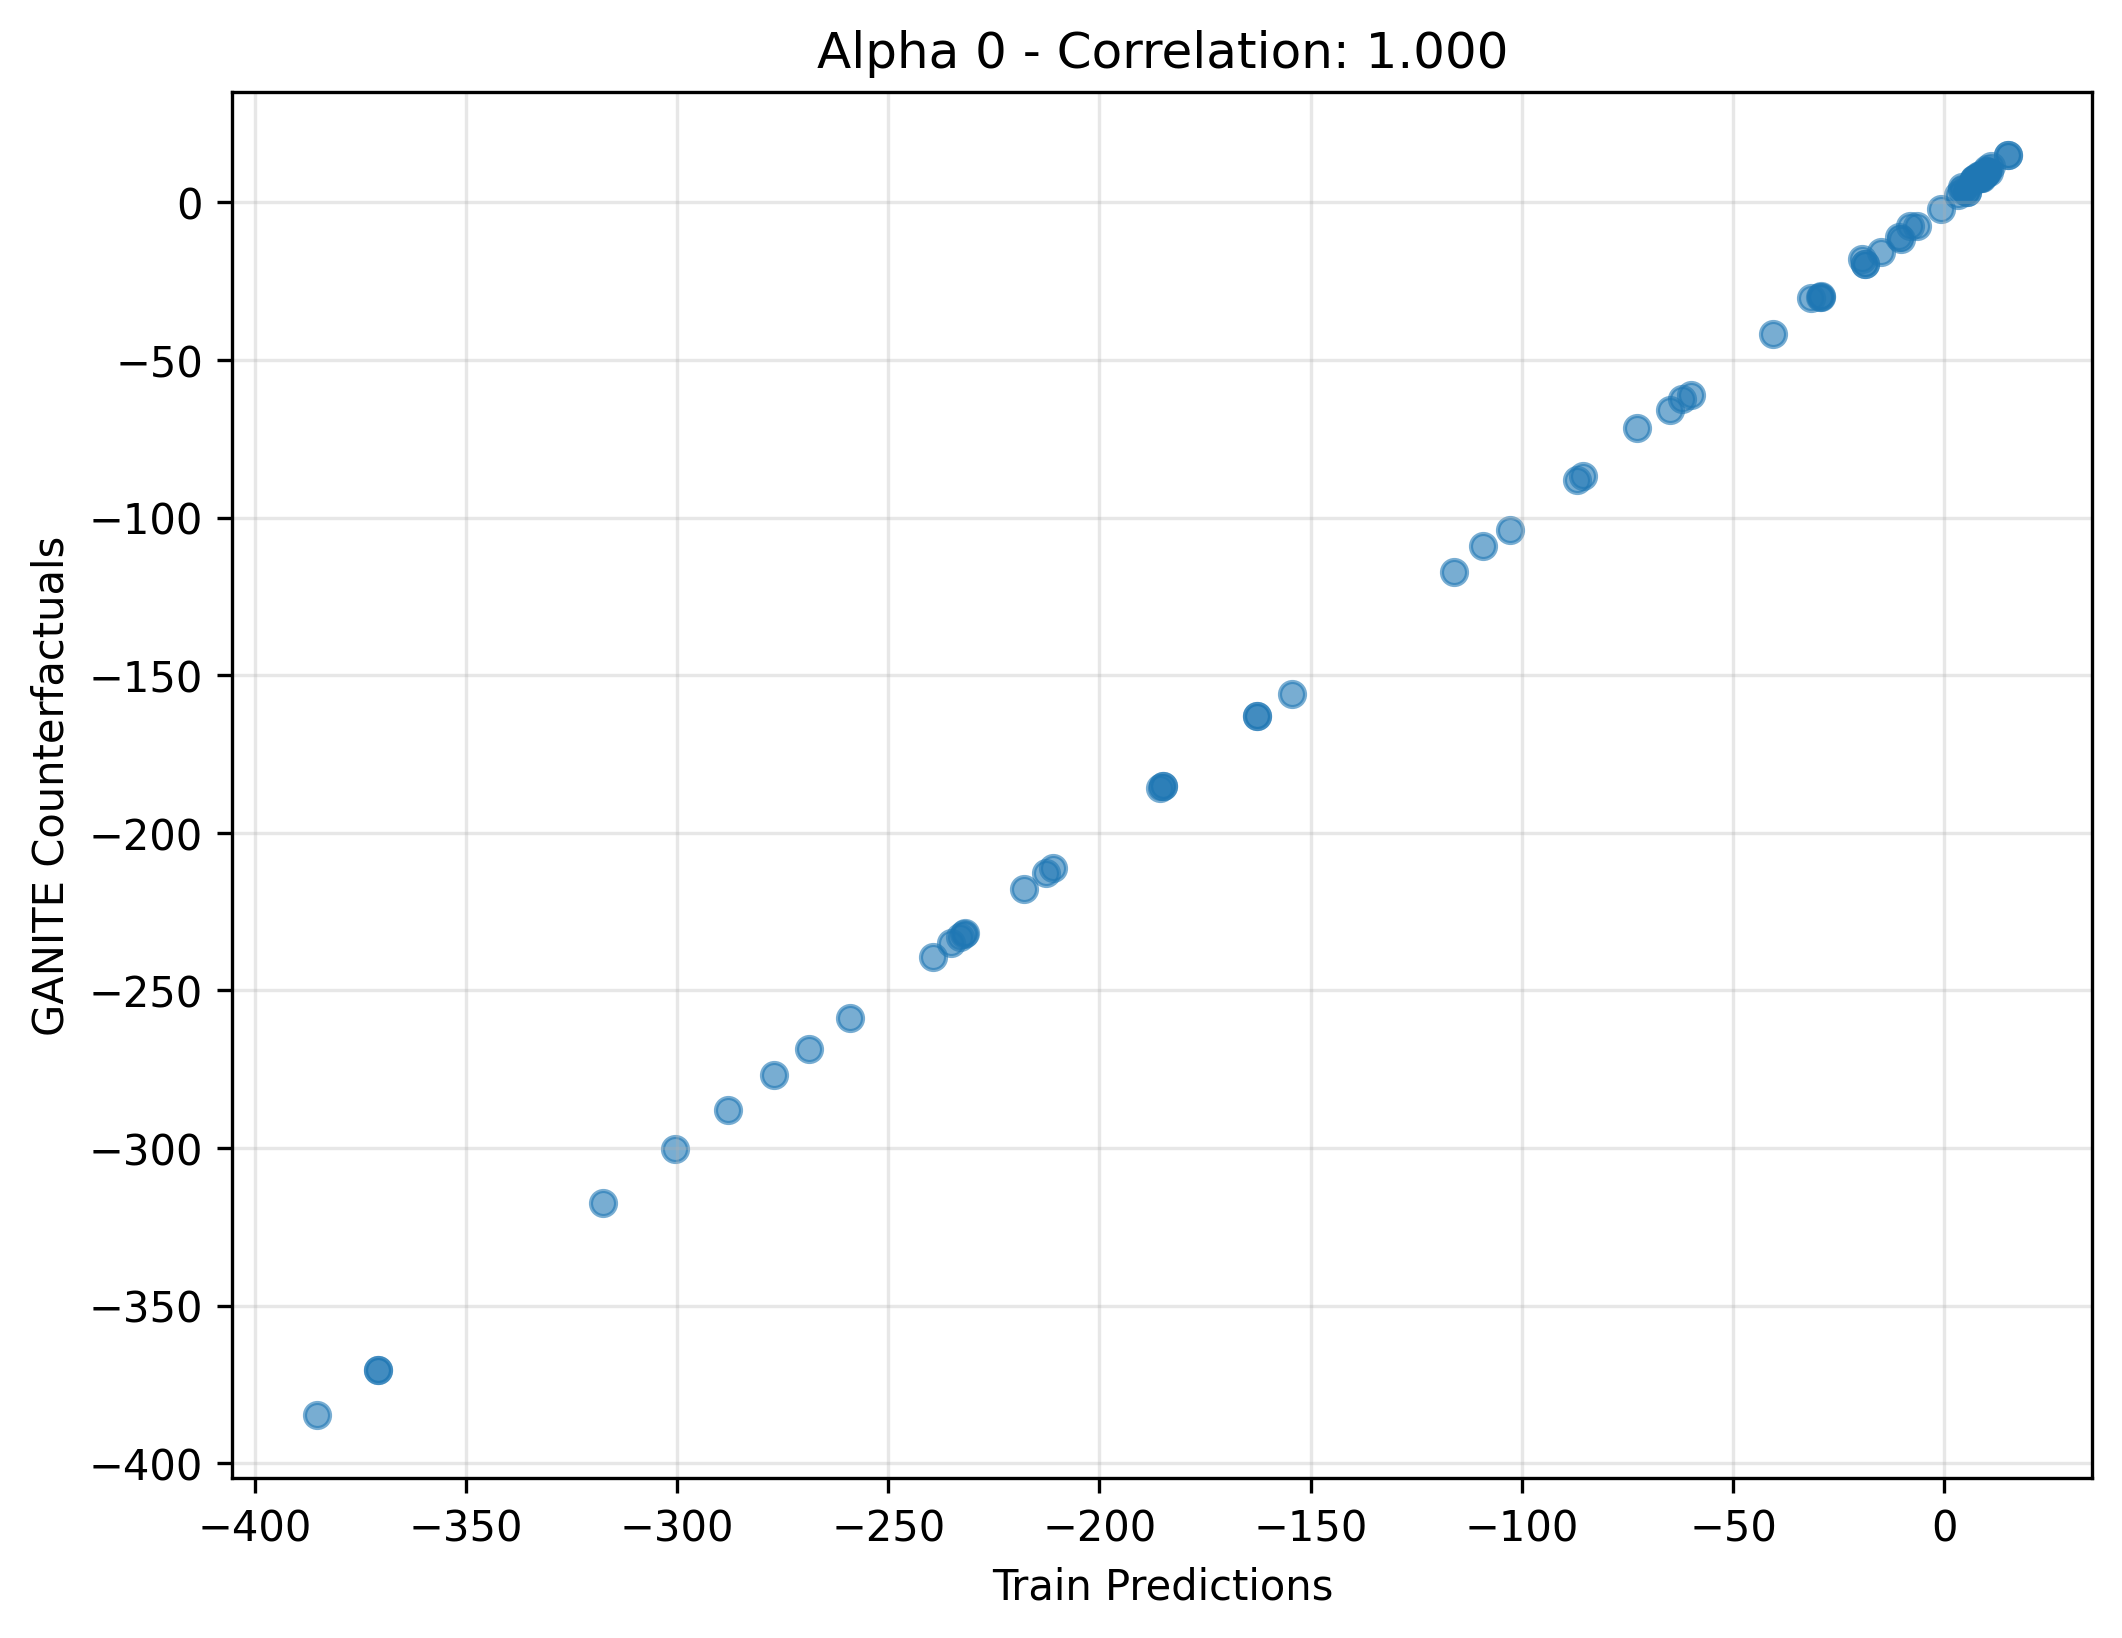 Alpha 0 - Correlation: 1.000
GANITE Counterfactuals
0
−50
−100
−150
−200
−250
−300
−350
−400
−400 −350 −300 −250 −200 −150 −100 −50 0
Train Predictions